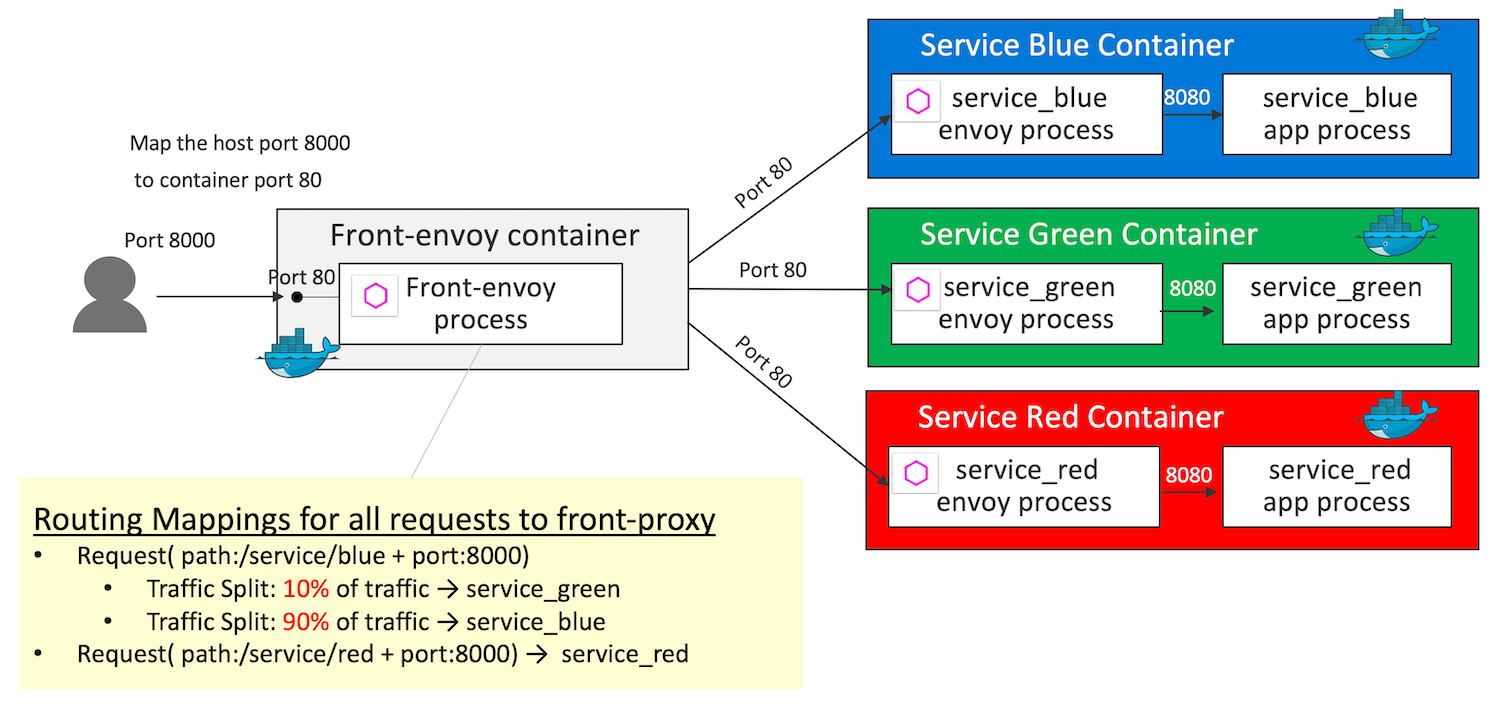 Map the host port 8000
to container port 80
Port 8000
Front-envoy container
Port 80
Front-envoy
process
Port 80
Port 80
Port 80
Service Blue Container
service_blue
envoy process
8080
service_blue
app process
Service Green Container
service_green
envoy process
8080
service_green
app process
Service Red Container
service_red
envoy process
8080
service_red
app process
Routing Mappings for all requests to front-proxy
• Request( path:/service/blue + port:8000)
• Traffic Split: 10% of traffic → service_green
• Traffic Split: 90% of traffic → service_blue
• Request( path:/service/red + port:8000) → service_red